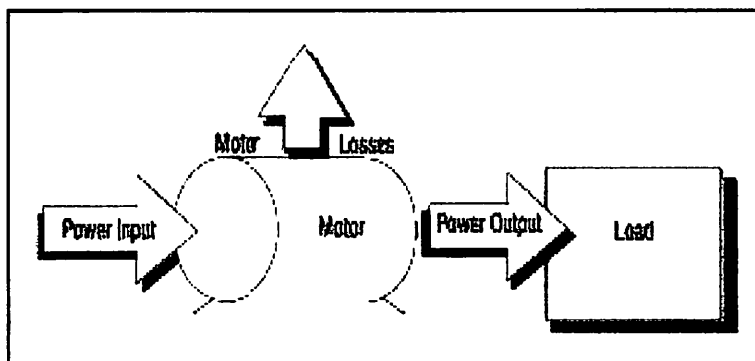 Motor Losses
Power Input
Motor
Power Output
Load